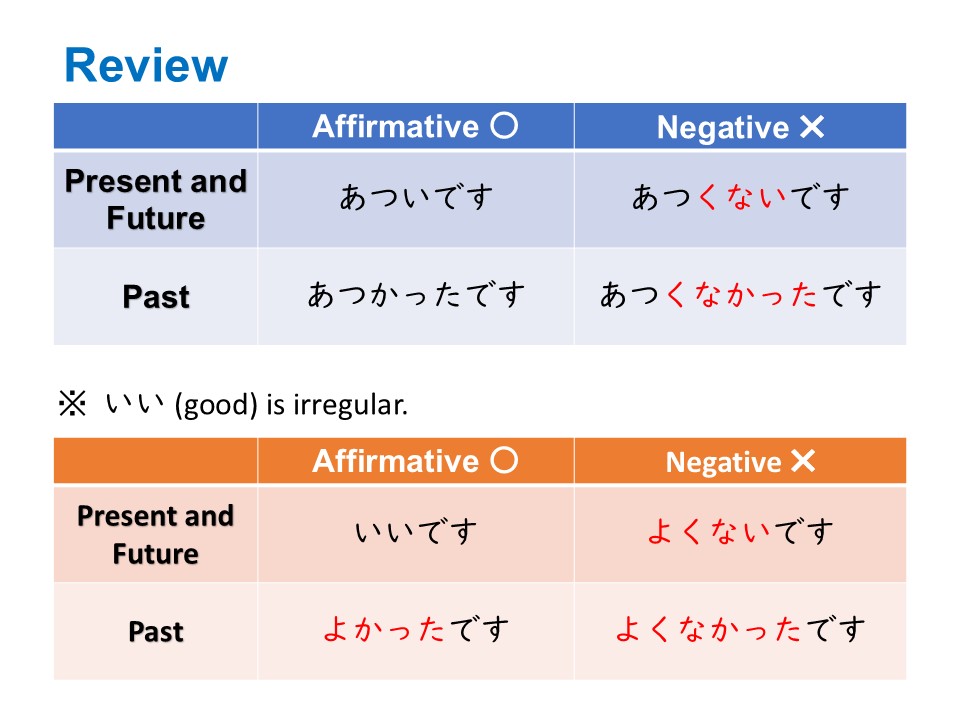 Review
Affirmative 〇
Negative ✕
Present and
Future
あついです
あつくないです
Past
あつかったです
あつくなかったです
※ いい (good) is irregular.
Affirmative 〇
Negative ✕
Present and
Future
いいです
よくないです
Past
よかったです
よくなかったです